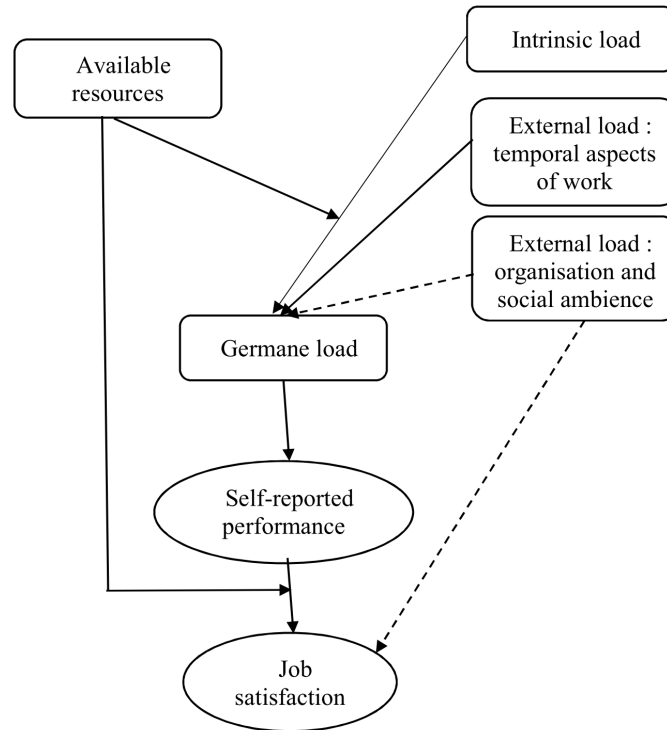 Available
resources
Intrinsic load
External load :
temporal aspects
of work
External load :
organisation and
social ambience
Germane load
Self-reported
performance
Job
satisfaction